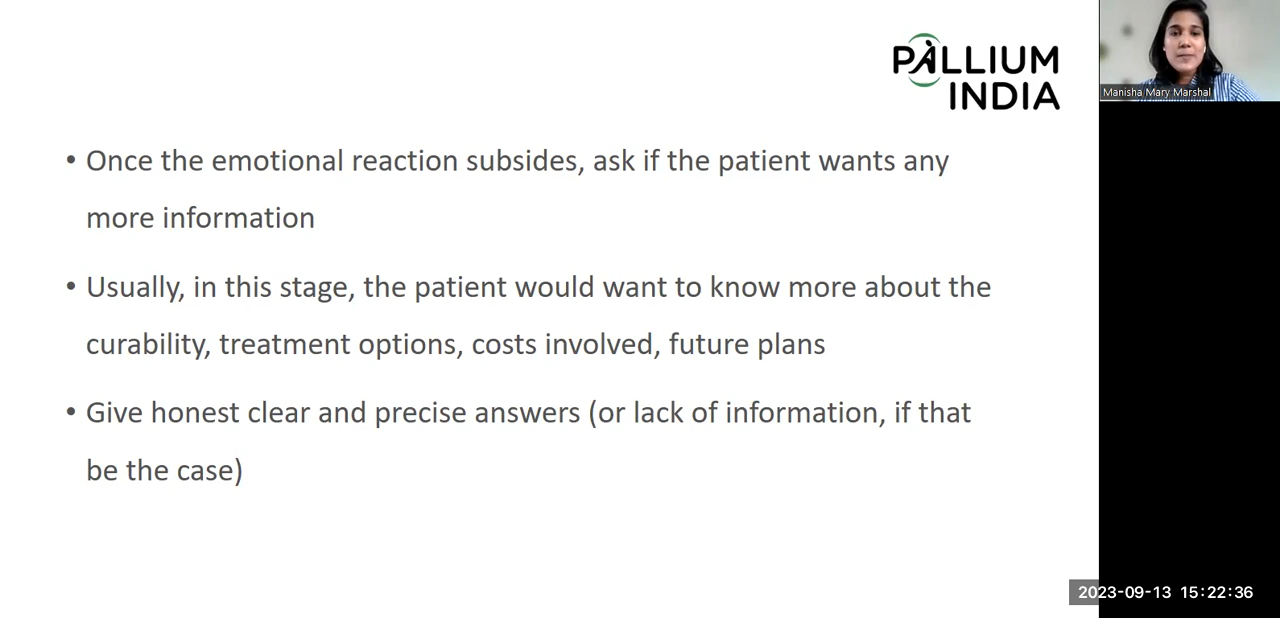 PALLIUM
INDIA
Manisha Mary Marshal
• Once the emotional reaction subsides, ask if the patient wants any
more information
• Usually, in this stage, the patient would want to know more about the
curability, treatment options, costs involved, future plans
• Give honest clear and precise answers (or lack of information, if that
be the case)
2023-09-13 15:22:36